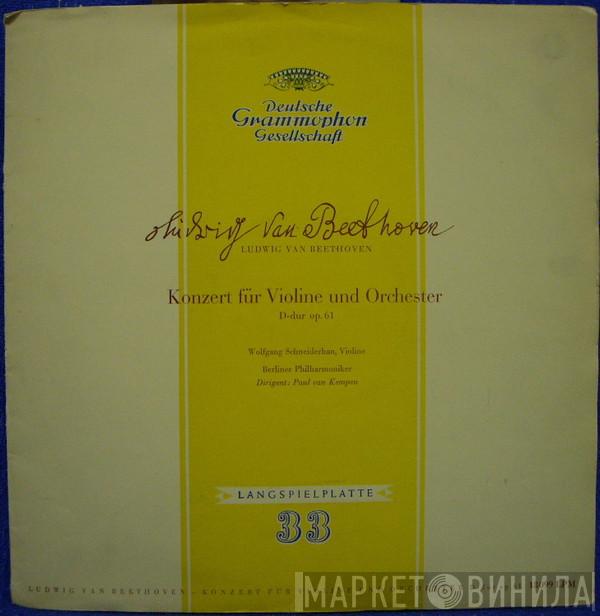 Deutsche
Grammophon
Gesellschaft
Ludwig van Beethoven
LUDWIG VAN BEETHOVEN
Konzert für Violine und Orchester
D-dur op. 61
Wolfgang Schneiderhan, Violine
Berliner Philharmoniker
Dirigent: Paul van Kempen
LANGSPIELPLATTE
33
LUDWIG VAN BEETHOVEN - KONZERT FÜR LPM
МАРКЕТ ВИНИЛА